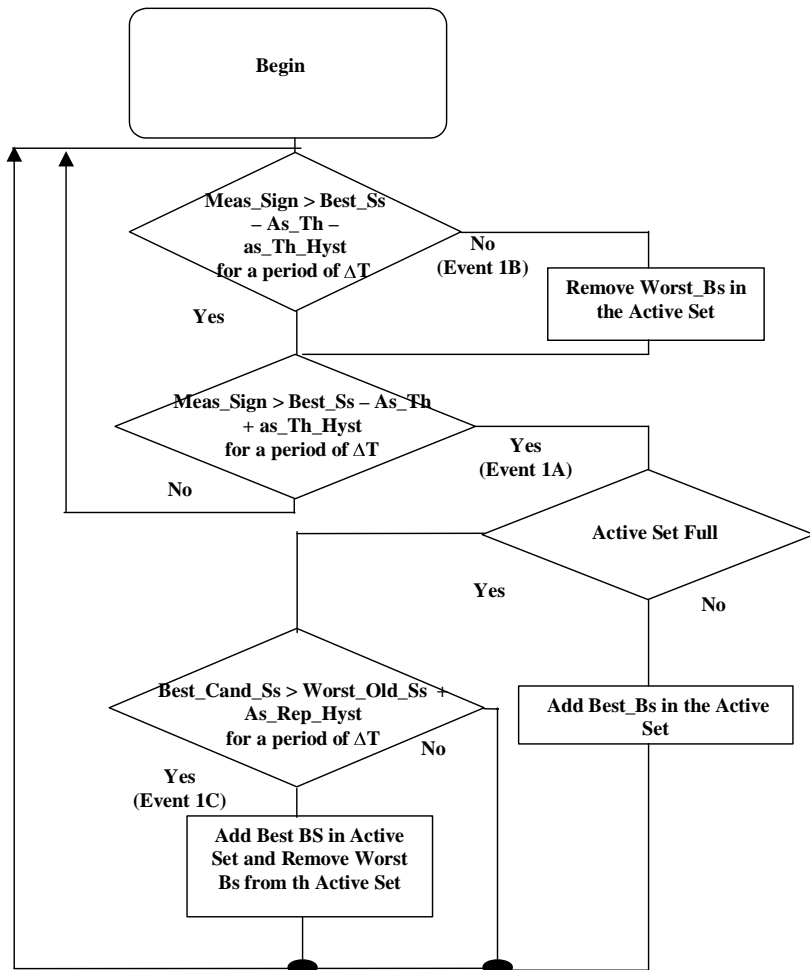 Begin
Meas_Sign > Best_Ss
– As_Th –
as_Th_Hyst
for a period of ΔT
No
(Event 1B)
Remove Worst_Bs in
the Active Set
Yes
Meas_Sign > Best_Ss – As_Th
+ as_Th_Hyst
for a period of ΔT
Yes
(Event 1A)
No
Active Set Full
Yes
No
Best_Cand_Ss > Worst_Old_Ss +
As_Rep_Hyst
for a period of ΔT
No
Add Best_Bs in the Active
Set
Yes
(Event 1C)
Add Best BS in Active
Set and Remove Worst
Bs from th Active Set